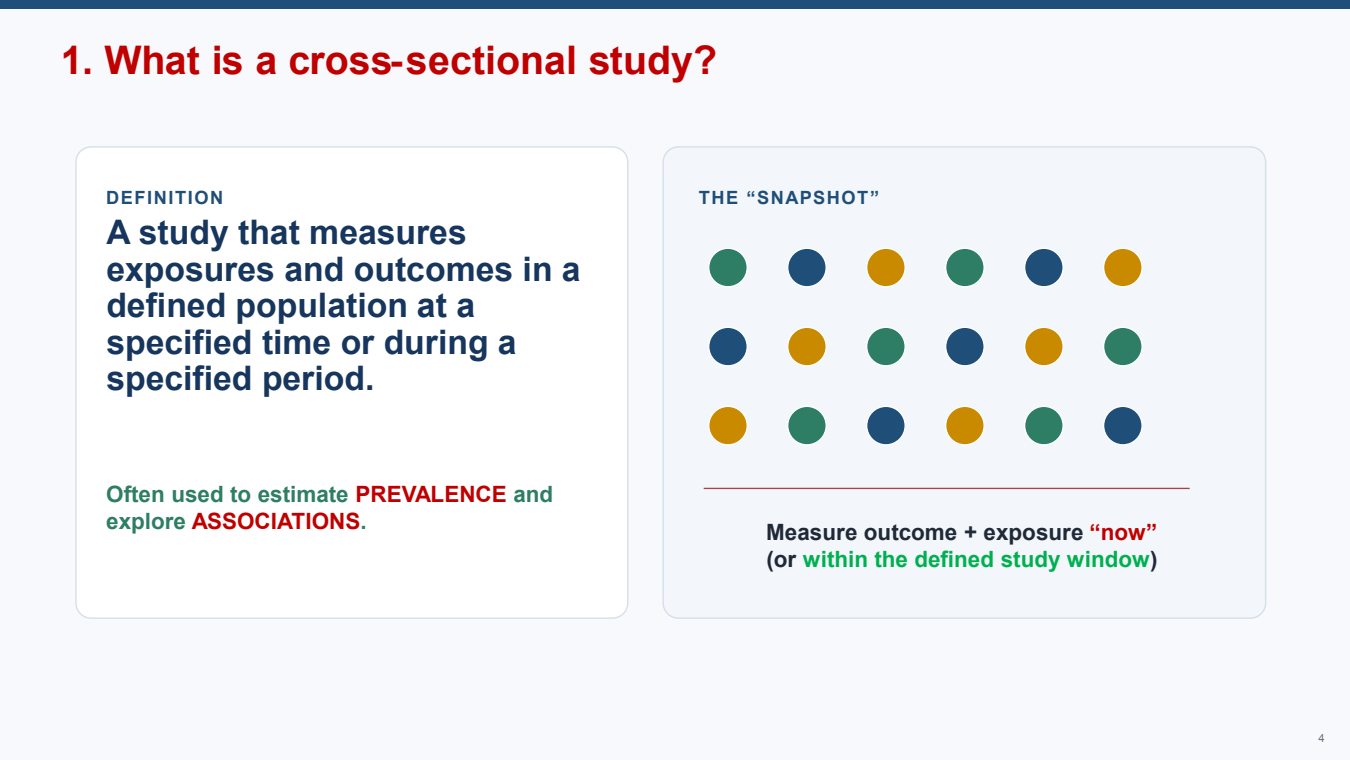 1. What is a cross-sectional study?
DEFINITION
A study that measures
exposures and outcomes in a
defined population at a
specified time or during a
specified period.
Often used to estimate PREVALENCE and
explore ASSOCIATIONS.
THE “SNAPSHOT”
Measure outcome + exposure “now”
(or within the defined study window)
4